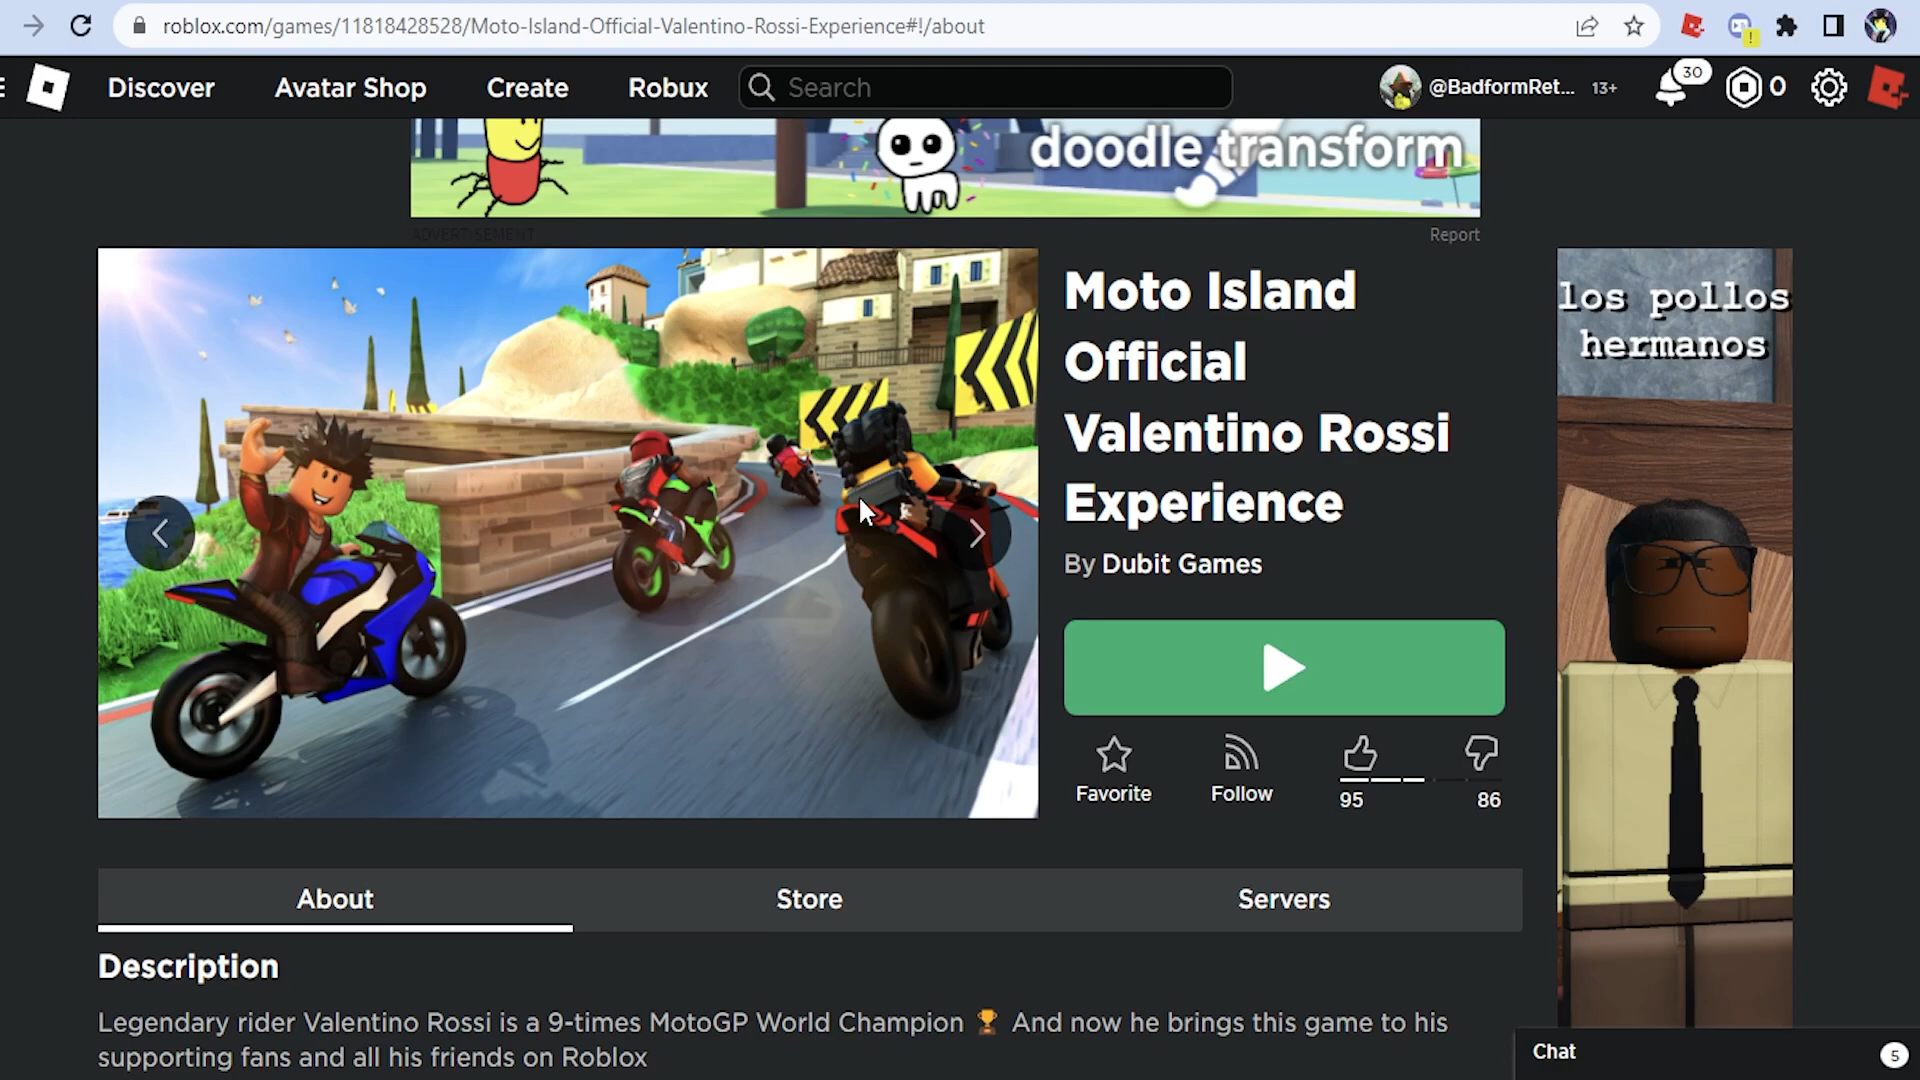 roblox.com/games/11818428528/Moto-Island-Official-Valentino-Rossi-Experience#!/about
Discover
Avatar Shop
Create
Robux
Search
@BadformRet...
13+
30
0
doodle transform
ADVERTISEMENT
Report
Moto Island
Official
Valentino Rossi
Experience
By Dubit Games
los pollos
hermanos
Favorite
Follow
95
86
About
Store
Servers
Description
Legendary rider Valentino Rossi is a 9-times MotoGP World Champion 🏆 And now he brings this game to his
supporting fans and all his friends on Roblox
Chat
5